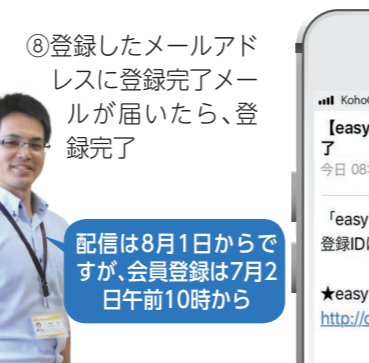 ⑧登録したメールアド
レスに登録完了メー
ルが届いたら、登
録完了
配信は8月1日からで
すが、会員登録は7月2
日午前10時から
Koho
【easy
了
今日 08:
「easy
登録ID
★easy
http://